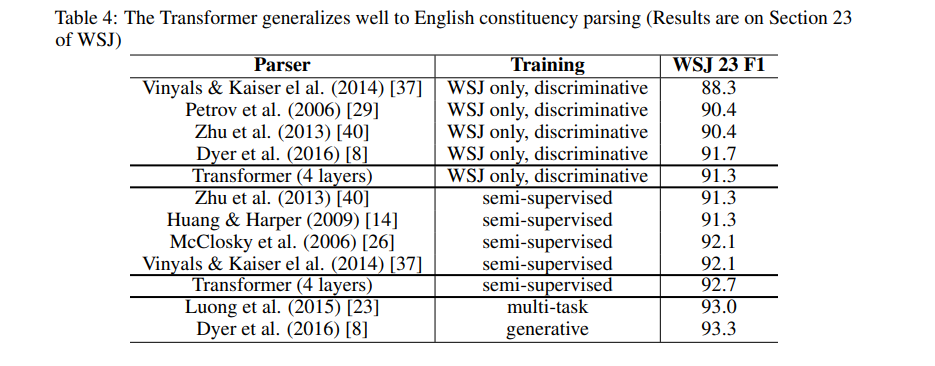 Table 4: The Transformer generalizes well to English constituency parsing (Results are on Section 23
of WSJ)
Parser Training WSJ 23 F1
Vinyals & Kaiser el al. (2014) [37] WSJ only, discriminative 88.3
Petrov et al. (2006) [29] WSJ only, discriminative 90.4
Zhu et al. (2013) [40] WSJ only, discriminative 90.4
Dyer et al. (2016) [8] WSJ only, discriminative 91.7
Transformer (4 layers) WSJ only, discriminative 91.3
Zhu et al. (2013) [40] semi-supervised 91.3
Huang & Harper (2009) [14] semi-supervised 91.3
McClosky et al. (2006) [26] semi-supervised 92.1
Vinyals & Kaiser el al. (2014) [37] semi-supervised 92.1
Transformer (4 layers) semi-supervised 92.7
Luong et al. (2015) [23] multi-task 93.0
Dyer et al. (2016) [8] generative 93.3